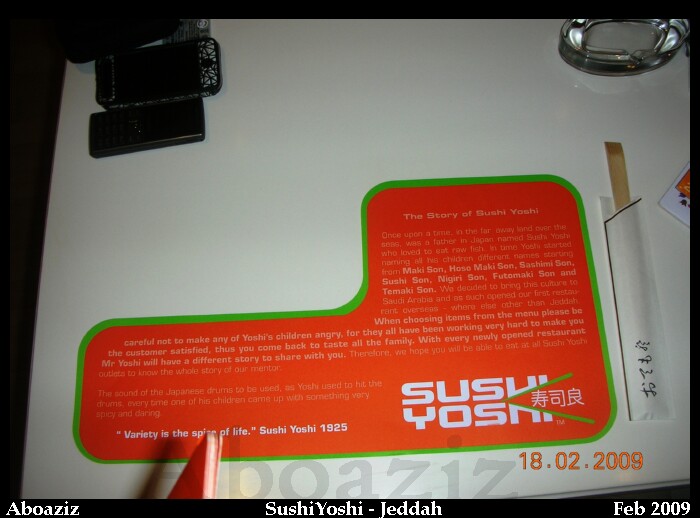 The Story of Sushi Yoshi
Once upon a time, in the far away land over the
seas, was a father in Japan named Sushi Yoshi
who loved to eat raw fish. In time Yoshi started
naming all his children different names starting
from Maki Son, Hoso Maki Son, Sashimi Son,
Sushi Son, Nigiri Son, Futomaki Son and
Temaki Son. We decided to bring this culture to
Saudi Arabia and as such opened our first restau-
rant overseas - where else other than Jeddah.
When choosing items from the menu please be
careful not to make any of Yoshi's children angry, for they all have been working very hard to make you
the customer satisfied, thus you come back to taste all the family. With every newly opened restaurant
Mr Yoshi will have a different story to share with you. Therefore, we hope you will be able to eat at all Sushi Yoshi
outlets to know the whole story of our mentor.
The sound of the Japanese drums to be used, as Yoshi used to hit the
drums, every time one of his children came up with something very
spicy and daring.
" Variety is the spice of life." Sushi Yoshi 1925
SUSHI
YOSHI
寿司良
TM
おてもと
boaziz
18.02.2009
Aboaziz
SushiYoshi - Jeddah
Feb 2009